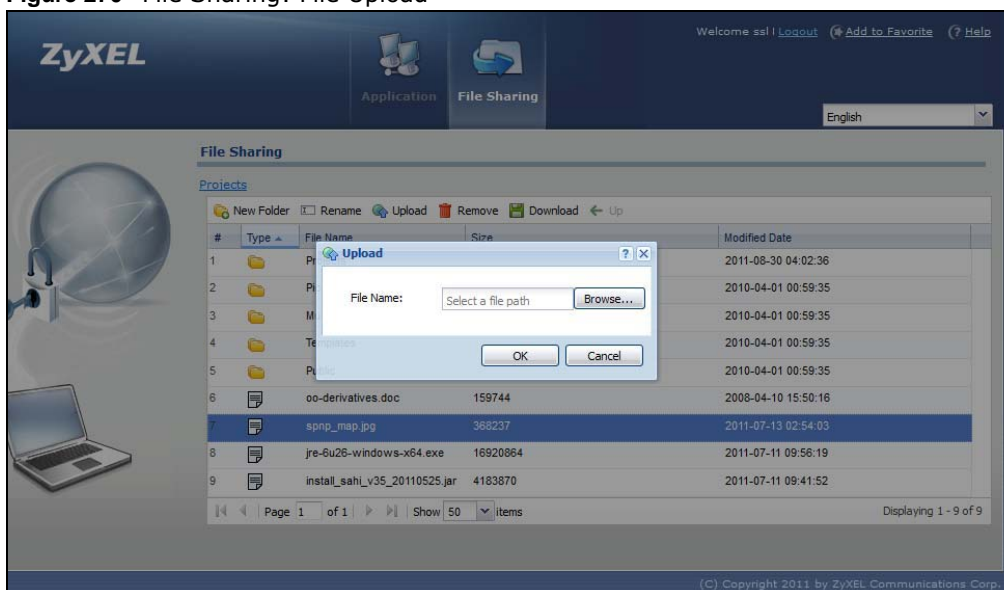 ZyXEL
Welcome ssl | Logout Add to Favorite ? Help
Application
File Sharing
English
File Sharing
Projects
New Folder Rename Upload Remove Download Up
# Type File Name Size Modified Date
Upload ? X
File Name: Select a file path Browse...
OK Cancel
1 2011-08-30 04:02:36
2 2010-04-01 00:59:35
3 2010-04-01 00:59:35
4 Templates 2010-04-01 00:59:35
5 Public 2010-04-01 00:59:35
6 oo-derivatives.doc 159744 2008-04-10 15:50:16
7 spnp_map.jpg 368237 2011-07-13 02:54:03
8 jre-6u26-windows-x64.exe 16920864 2011-07-11 09:56:19
9 install_sahi_v35_20110525.jar 4183870 2011-07-11 09:41:52
Page 1 of 1 Show 50 items Displaying 1 - 9 of 9
(C) Copyright 2011 by ZyXEL Communications Corp.